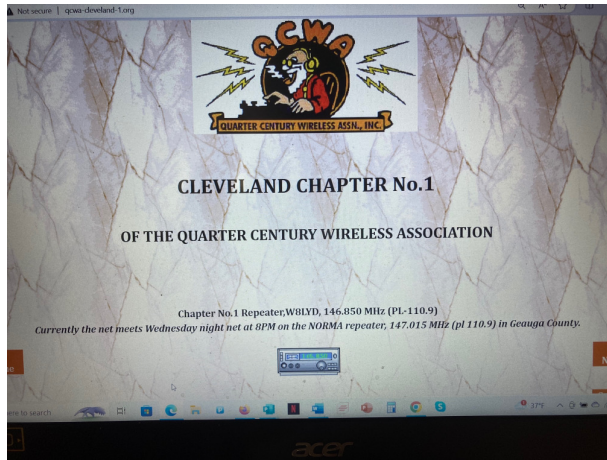 Not secure | qcwa-cleveland-1.org
QCWA
QUARTER CENTURY WIRELESS ASSN., INC.
CLEVELAND CHAPTER No.1
OF THE QUARTER CENTURY WIRELESS ASSOCIATION
Chapter No.1 Repeater,W8LYD, 146.850 MHz (PL-110.9)
Currently the net meets Wednesday night net at 8PM on the NORMA repeater, 147.015 MHz (pl 110.9) in Geauga County.
ere to search
37°F
acer